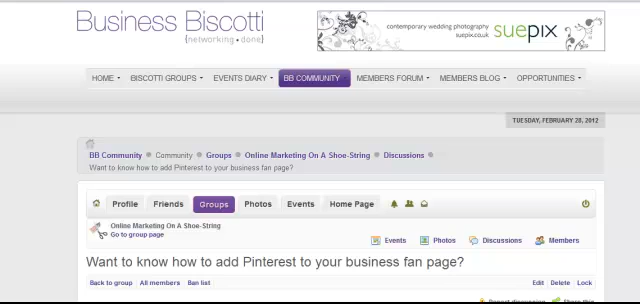 Business Biscotti
{networking • done}
contemporary wedding photography
suepix.co.uk
suepix
HOME
BISCOTTI GROUPS
EVENTS DIARY
BB COMMUNITY
MEMBERS FORUM
MEMBERS BLOG
OPPORTUNITIES
TUESDAY, FEBRUARY 28, 2012
BB Community Community Groups Online Marketing On A Shoe-String Discussions
Want to know how to add Pinterest to your business fan page?
Profile Friends Groups Photos Events Home Page
Online Marketing On A Shoe-String
Go to group page
Events Photos Discussions Members
Want to know how to add Pinterest to your business fan page?
Back to group All members Ban list Edit Delete Lock
Report discussion Share this